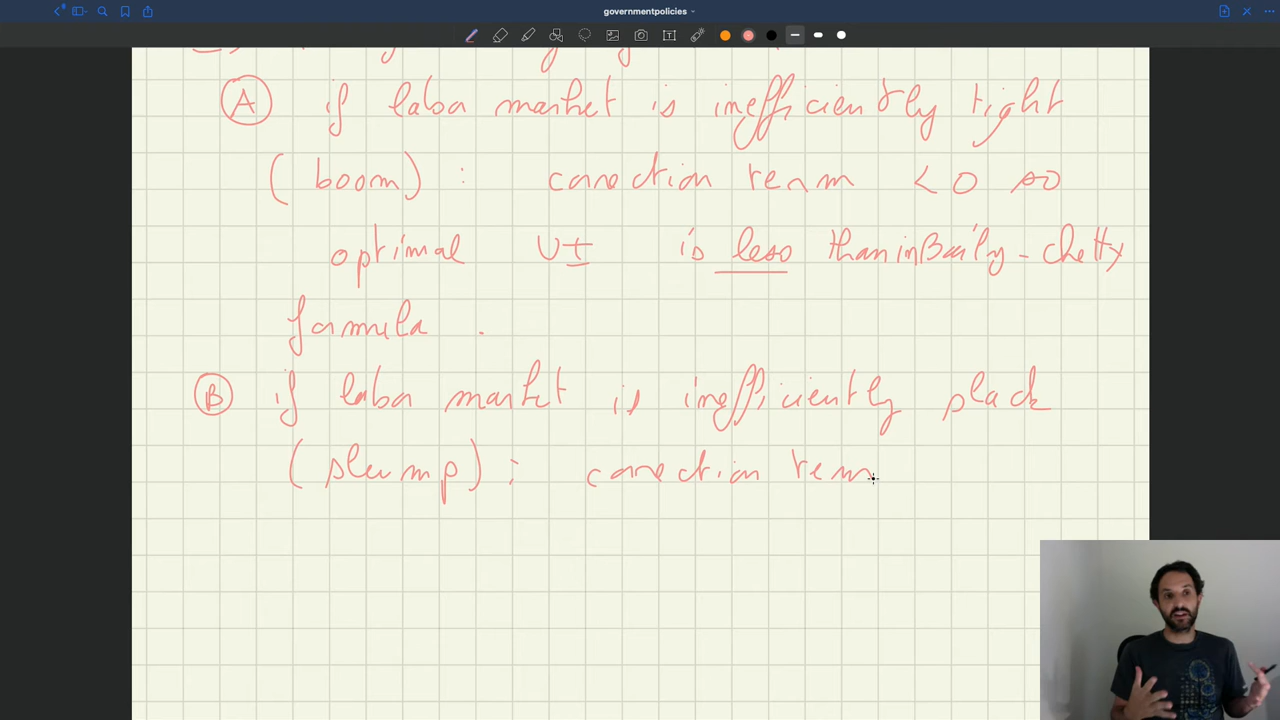 governmentpolicies
A if labor market is inefficiently tight
(boom) : correction term < 0 so
optimal UI is less than in Baily-Chetty
formula .
B if labor market is inefficiently slack
(slump) : correction term